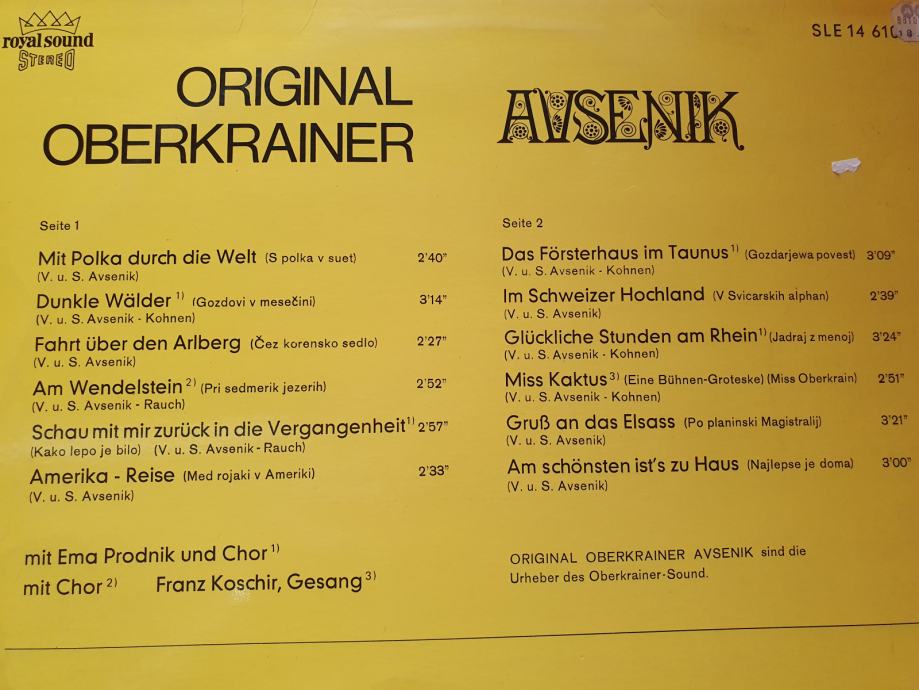 royal sound
STEREO
SLE 14 610
ORIGINAL
OBERKRAINER
AVSENIK
Seite 1
Mit Polka durch die Welt (S polka v suet) 2'40"
(V. u. S. Avsenik)
Dunkle Wälder 1) (Gozdovi v mesečini) 3'14"
(V. u. S. Avsenik - Kohnen)
Fahrt über den Arlberg (Čez korensko sedlo) 2'27"
(V. u. S. Avsenik)
Am Wendelstein 2) (Pri sedmerik jezerih) 2'52"
(V. u. S. Avsenik - Rauch)
Schau mit mir zurück in die Vergangenheit 1) 2'57"
(Kako lepo je bilo) (V. u. S. Avsenik - Rauch)
Amerika - Reise (Med rojaki v Ameriki) 2'33"
(V. u. S. Avsenik)
mit Ema Prodnik und Chor 1)
mit Chor 2) Franz Koschir, Gesang 3)
Seite 2
Das Försterhaus im Taunus 1) (Gozdarjewa povest) 3'09"
(V. u. S. Avsenik - Kohnen)
Im Schweizer Hochland (V Svicarskih alphan) 2'39"
(V. u. S. Avsenik)
Glückliche Stunden am Rhein 1) (Jadraj z menoj) 3'24"
(V. u. S. Avsenik - Kohnen)
Miss Kaktus 3) (Eine Bühnen-Groteske) (Miss Oberkrain) 2'51"
(V. u. S. Avsenik - Kohnen)
Gruß an das Elsass (Po planinski Magistralij) 3'21"
(V. u. S. Avsenik)
Am schönsten ist's zu Haus (Najlepse je doma) 3'00"
(V. u. S. Avsenik)
ORIGINAL OBERKRAINER AVSENIK sind die
Urheber des Oberkrainer-Sound.